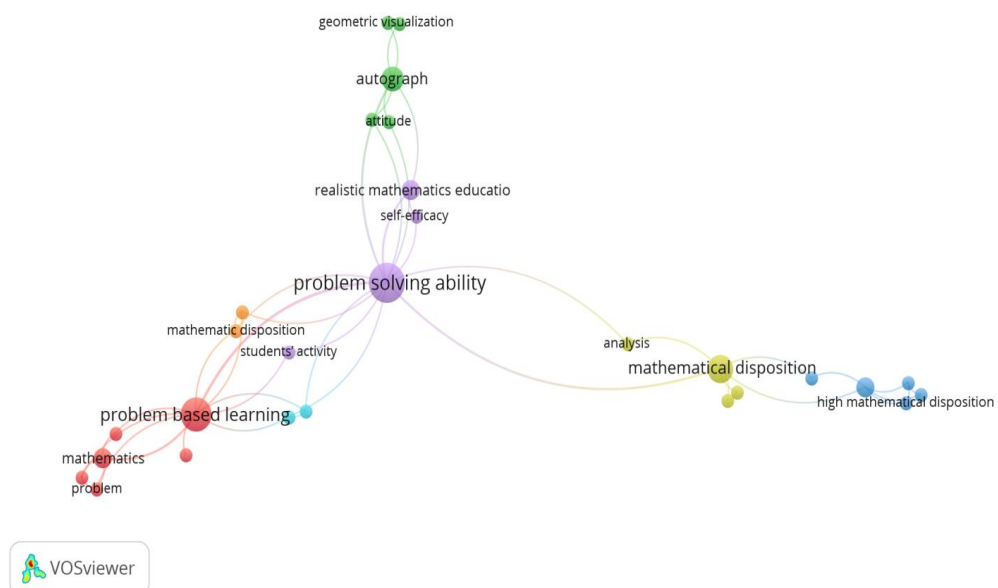 geometric visualization
autograph
attitude
realistic mathematics educatio
self-efficacy
problem solving ability
mathematic disposition
analysis
students' activity
mathematical disposition
high mathematical disposition
problem based learning
mathematics
problem
VOSviewer